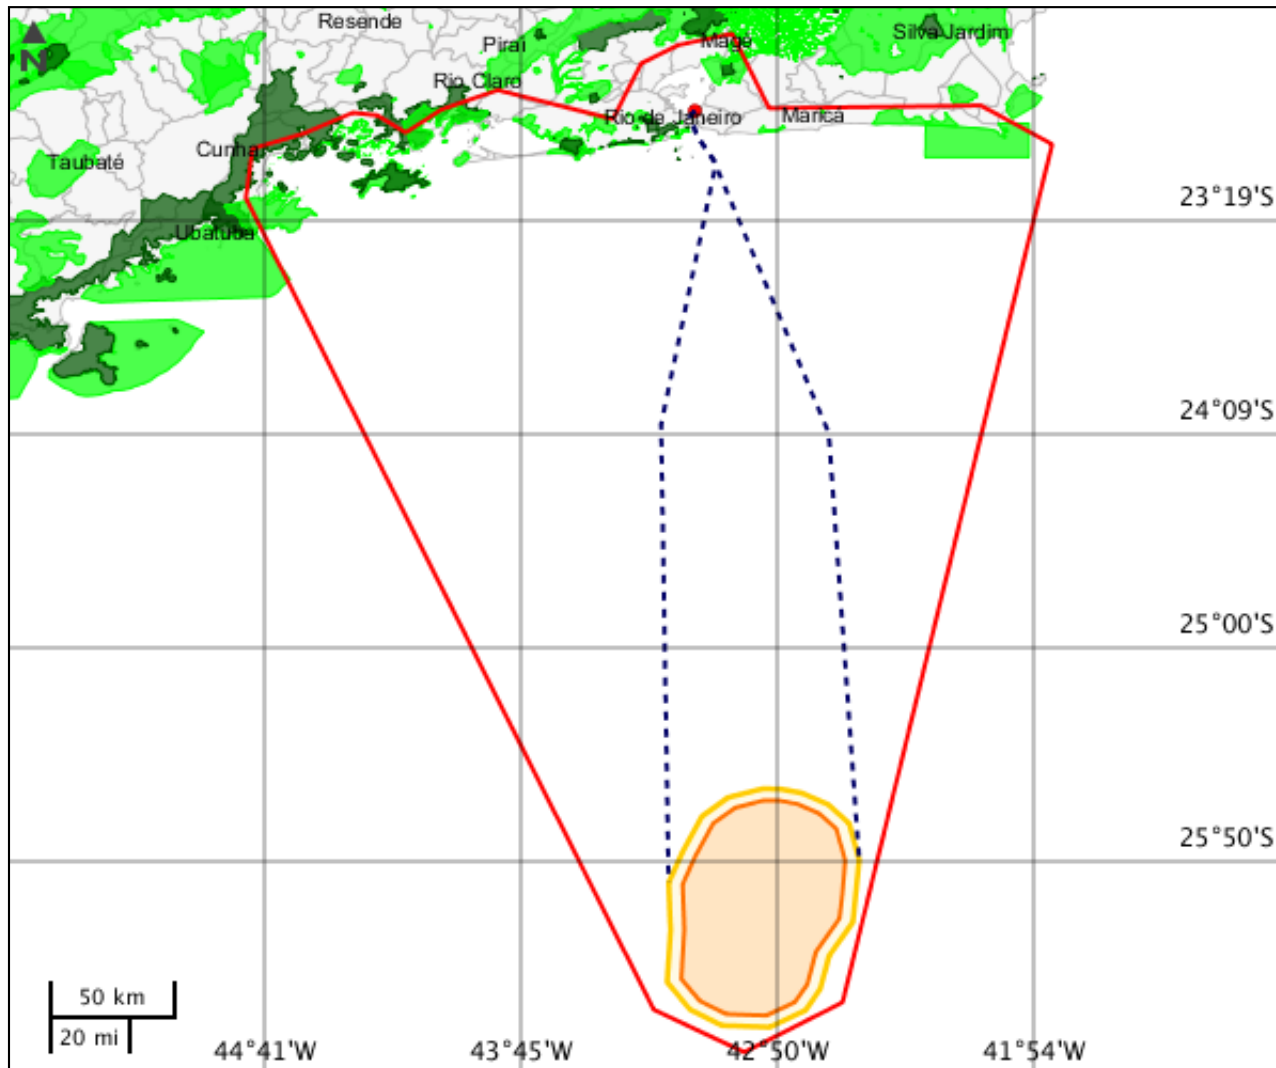 Resende
Piraí
Magé
Silva Jardim
N
Rio Claro
Rio de Janeiro
Maricá
Cunha
Taubaté
Ubatuba
23°19'S
24°09'S
25°00'S
25°50'S
50 km
20 mi
44°41'W
43°45'W
42°50'W
41°54'W